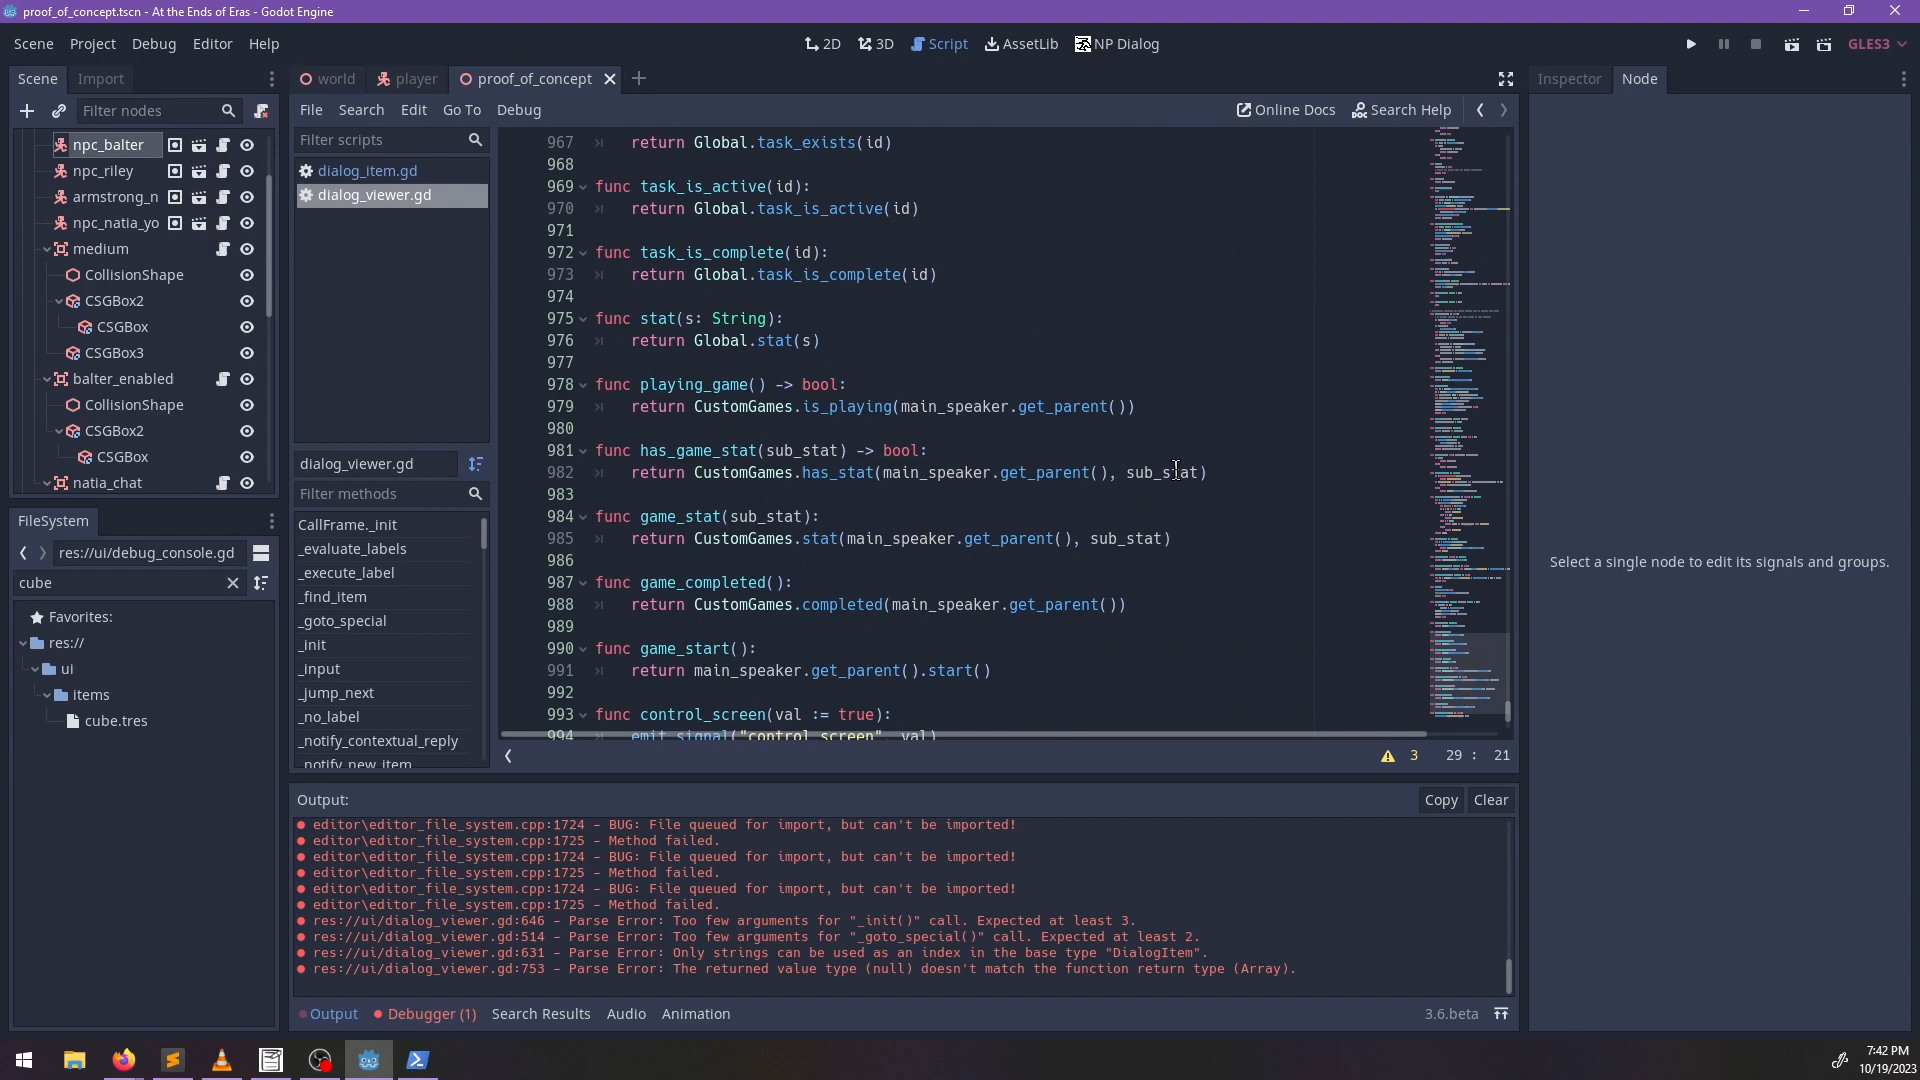 proof_of_concept.tscn - At the Ends of Eras - Godot Engine
Scene Project Debug Editor Help
2D 3D Script AssetLib NP Dialog
GLES3
Scene Import
Filter nodes
npc_balter
npc_riley
armstrong_n
npc_natia_yo
medium
CollisionShape
CSGBox2
CSGBox
CSGBox3
balter_enabled
CollisionShape
CSGBox2
CSGBox
natia_chat
FileSystem
res://ui/debug_console.gd
cube
Favorites:
res://
ui
items
cube.tres
world player proof_of_concept
File Search Edit Go To Debug
Online Docs Search Help
Filter scripts
dialog_item.gd
dialog_viewer.gd
dialog_viewer.gd
Filter methods
CallFrame._init
_evaluate_labels
_execute_label
_find_item
_goto_special
_init
_input
_jump_next
_no_label
_notify_contextual_reply
_notify_new_item
967 return Global.task_exists(id)
968
969 func task_is_active(id):
970 return Global.task_is_active(id)
971
972 func task_is_complete(id):
973 return Global.task_is_complete(id)
974
975 func stat(s: String):
976 return Global.stat(s)
977
978 func playing_game() -> bool:
979 return CustomGames.is_playing(main_speaker.get_parent())
980
981 func has_game_stat(sub_stat) -> bool:
982 return CustomGames.has_stat(main_speaker.get_parent(), sub_stat)
983
984 func game_stat(sub_stat):
985 return CustomGames.stat(main_speaker.get_parent(), sub_stat)
986
987 func game_completed():
988 return CustomGames.completed(main_speaker.get_parent())
989
990 func game_start():
991 return main_speaker.get_parent().start()
992
993 func control_screen(val := true):
994 emit_signal("control_screen", val)
3 29 : 21
Output:
Copy Clear
editor\editor_file_system.cpp:1724 - BUG: File queued for import, but can't be imported!
editor\editor_file_system.cpp:1725 - Method failed.
editor\editor_file_system.cpp:1724 - BUG: File queued for import, but can't be imported!
editor\editor_file_system.cpp:1725 - Method failed.
editor\editor_file_system.cpp:1724 - BUG: File queued for import, but can't be imported!
editor\editor_file_system.cpp:1725 - Method failed.
res://ui/dialog_viewer.gd:646 - Parse Error: Too few arguments for "_init()" call. Expected at least 3.
res://ui/dialog_viewer.gd:514 - Parse Error: Too few arguments for "_goto_special()" call. Expected at least 2.
res://ui/dialog_viewer.gd:631 - Parse Error: Only strings can be used as an index in the base type "DialogItem".
res://ui/dialog_viewer.gd:753 - Parse Error: The returned value type (null) doesn't match the function return type (Array).
Output Debugger (1) Search Results Audio Animation
3.6.beta
Inspector Node
Select a single node to edit its signals and groups.
7:42 PM
10/19/2023